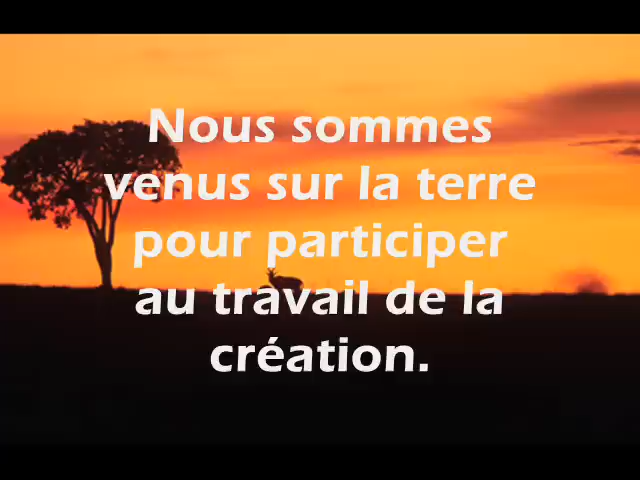 Nous sommes
venus sur la terre
pour participer
au travail de la
création.